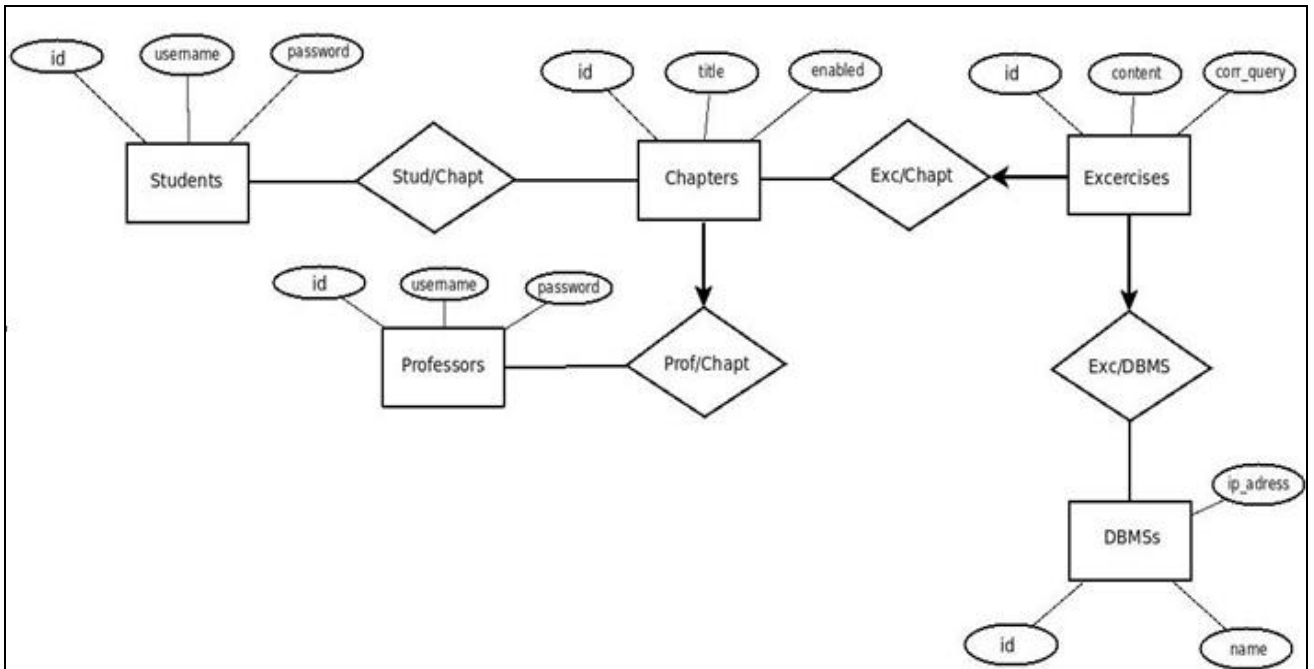 id
username
password
id
title
enabled
id
content
corr_query
Students
Stud/Chapt
Chapters
Exc/Chapt
Excercises
id
username
password
Professors
Prof/Chapt
Exc/DBMS
ip_adress
DBMSs
id
name